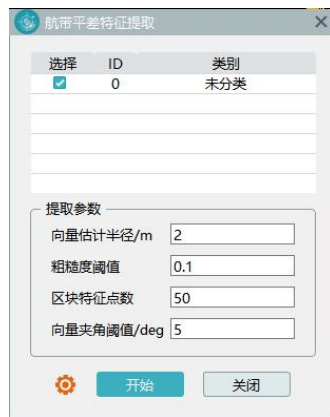 航带平差特征提取
选择 ID 类别
0 未分类
提取参数
向量估计半径/m 2
粗糙度阈值 0.1
区块特征点数 50
向量夹角阈值/deg 5
开始 关闭